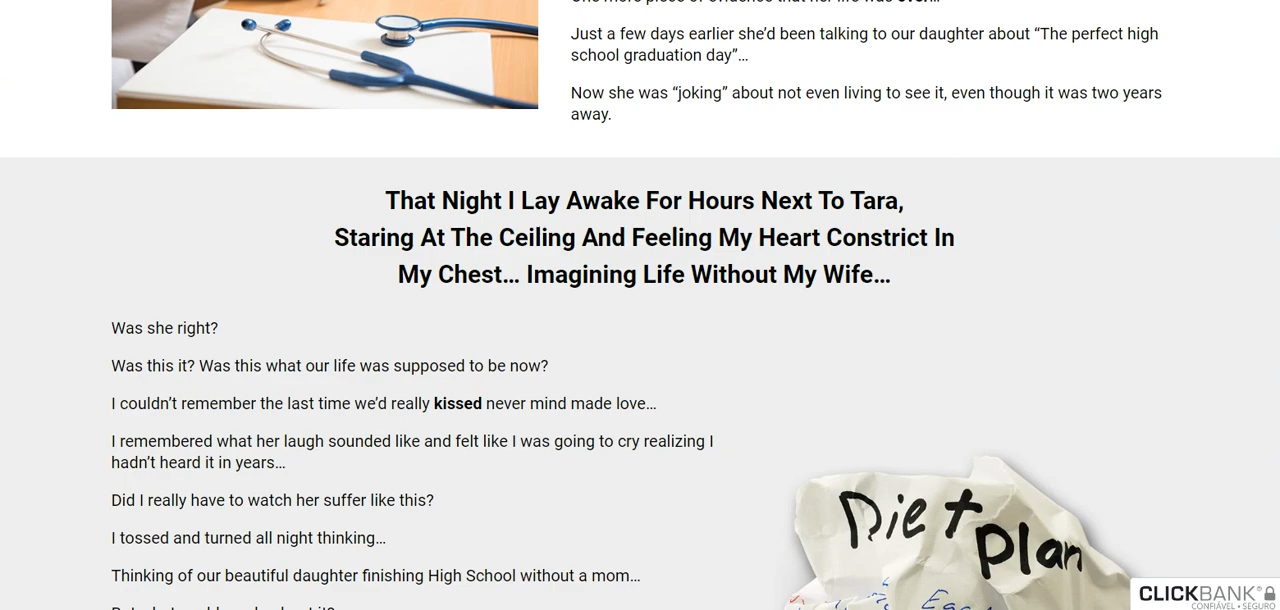 Just a few days earlier she’d been talking to our daughter about “The perfect high
school graduation day”…
Now she was “joking” about not even living to see it, even though it was two years
away.
That Night I Lay Awake For Hours Next To Tara,
Staring At The Ceiling And Feeling My Heart Constrict In
My Chest… Imagining Life Without My Wife…
Was she right?
Was this it? Was this what our life was supposed to be now?
I couldn’t remember the last time we’d really kissed never mind made love…
I remembered what her laugh sounded like and felt like I was going to cry realizing I
hadn’t heard it in years…
Did I really have to watch her suffer like this?
I tossed and turned all night thinking…
Thinking of our beautiful daughter finishing High School without a mom…
Diet
Plan
CLICKBANK®
CONFIÁVEL • SEGURO